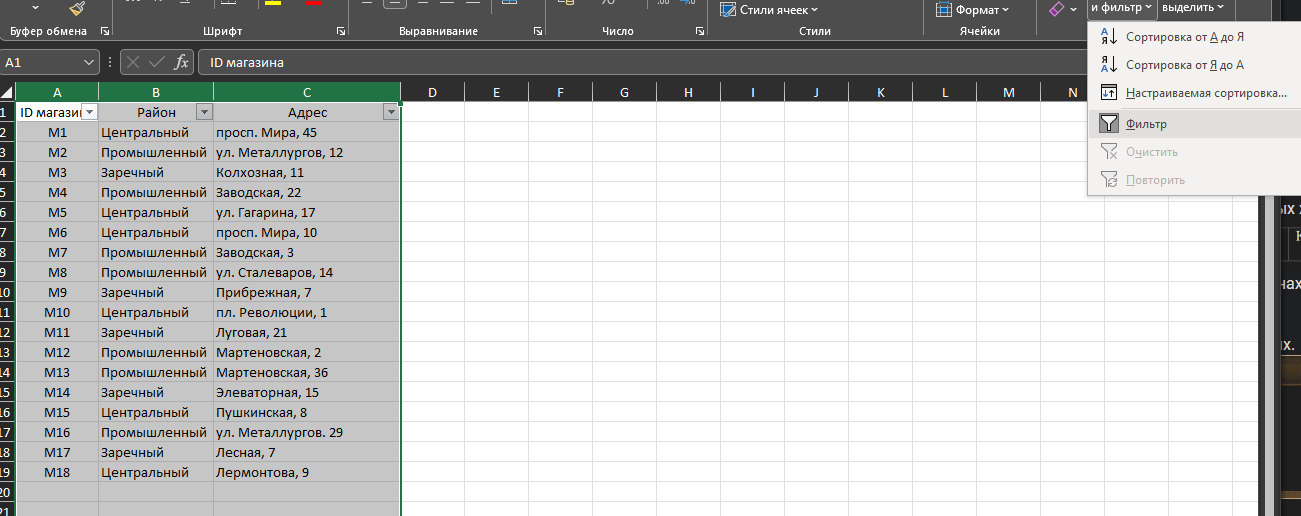 и фильтр
выделить
Стили ячеек
Формат
Буфер обмена
Шрифт
Выравнивание
Число
Стили
Ячейки
Сортировка от А до Я
Сортировка от Я до А
Настраиваемая сортировка...
Фильтр
Очистить
Повторить
A1
fx
ID магазина
A B C D E F G H I J K L M N
1 ID магази Район Адрес
2 M1 Центральный просп. Мира, 45
3 M2 Промышленный ул. Металлургов, 12
4 M3 Заречный Колхозная, 11
5 M4 Промышленный Заводская, 22
6 M5 Центральный ул. Гагарина, 17
7 M6 Центральный просп. Мира, 10
8 M7 Промышленный Заводская, 3
9 M8 Промышленный ул. Сталеваров, 14
10 M9 Заречный Прибрежная, 7
11 M10 Центральный пл. Революции, 1
12 M11 Заречный Луговая, 21
13 M12 Промышленный Мартеновская, 2
14 M13 Промышленный Мартеновская, 36
15 M14 Заречный Элеваторная, 15
16 M15 Центральный Пушкинская, 8
17 M16 Промышленный ул. Металлургов. 29
18 M17 Заречный Лесная, 7
19 M18 Центральный Лермонтова, 9
20
21